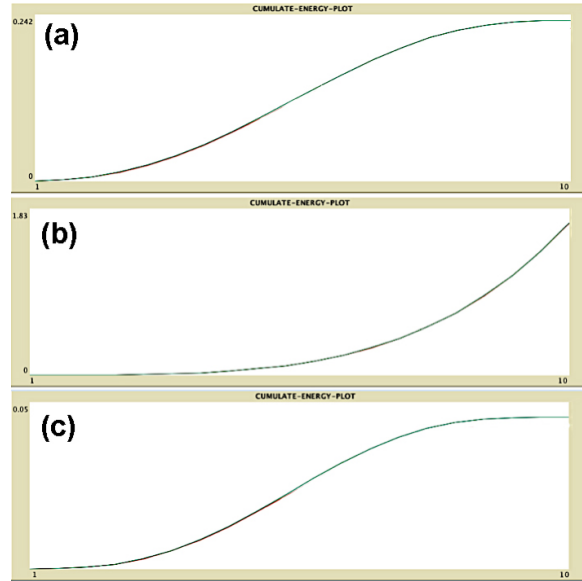 CUMULATE-ENERGY-PLOT
0.242
(a)
0
1 10
CUMULATE-ENERGY-PLOT
1.83
(b)
0
1 10
CUMULATE-ENERGY-PLOT
0.05
(c)
1 10